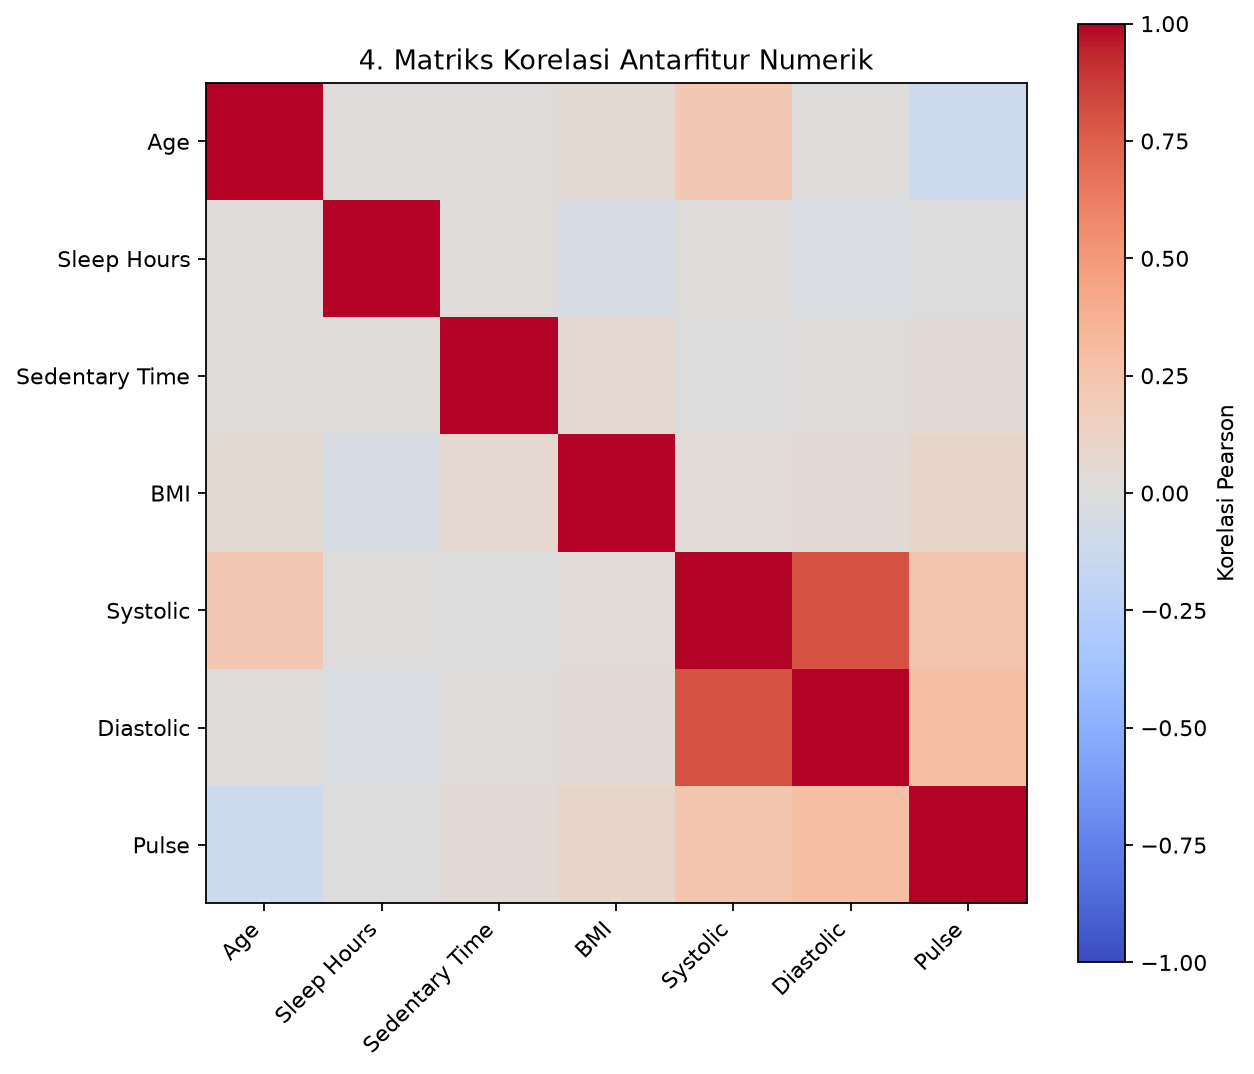 4. Matriks Korelasi Antarfitur Numerik
Age
Sleep Hours
Sedentary Time
BMI
Systolic
Diastolic
Pulse
Age
Sleep Hours
Sedentary Time
BMI
Systolic
Diastolic
Pulse
1.00
0.75
0.50
0.25
0.00
−0.25
−0.50
−0.75
−1.00
Korelasi Pearson